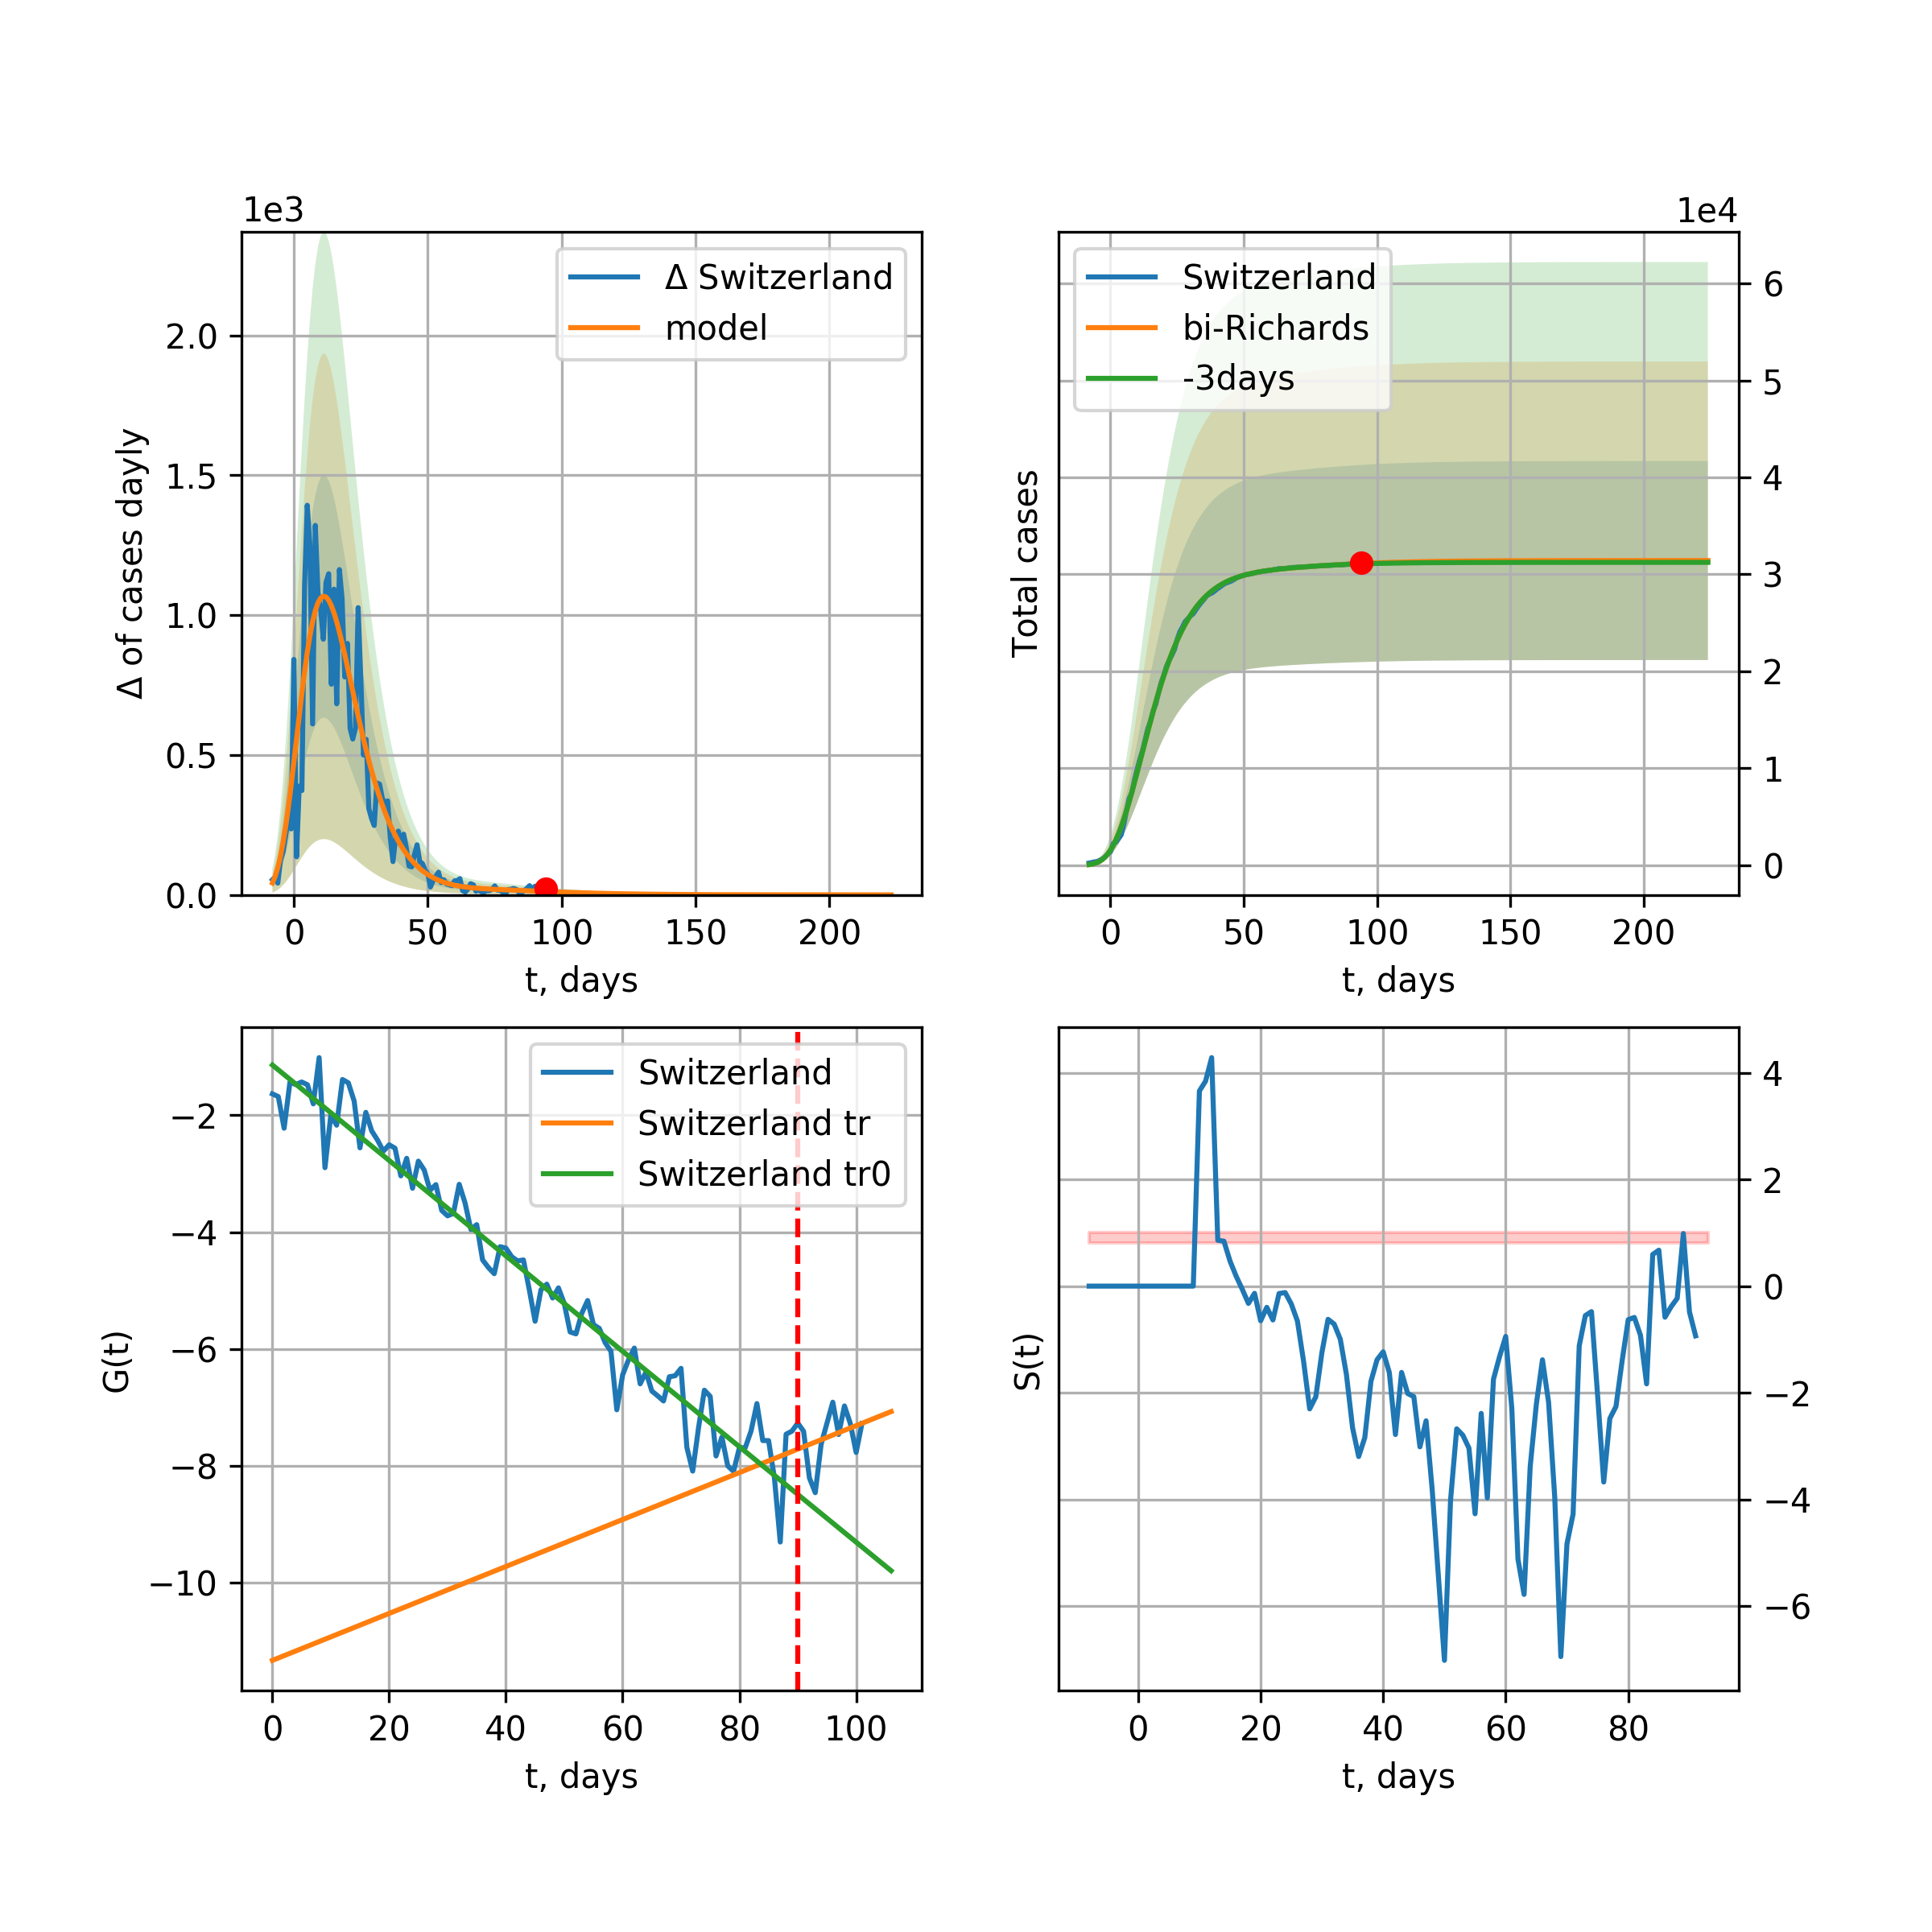 1e3
Δ of cases dayly
2.0
1.5
1.0
0.5
0.0
Δ Switzerland
model
0 50 100 150 200
t, days
1e4
Total cases
Switzerland
bi-Richards
-3days
6
5
4
3
2
1
0
0 50 100 150 200
t, days
G(t)
−2
−4
−6
−8
−10
Switzerland
Switzerland tr
Switzerland tr0
0 20 40 60 80 100
t, days
S(t)
4
2
0
−2
−4
−6
0 20 40 60 80
t, days